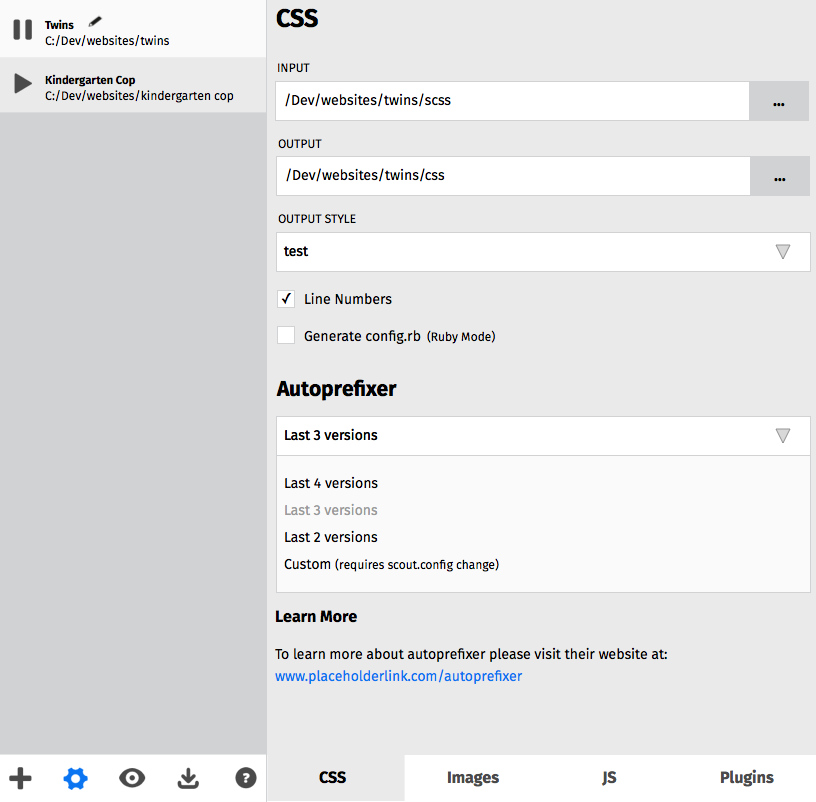 Twins
C:/Dev/websites/twins
Kindergarten Cop
C:/Dev/websites/kindergarten cop
CSS
INPUT
/Dev/websites/twins/scss
...
OUTPUT
/Dev/websites/twins/css
...
OUTPUT STYLE
test
Line Numbers
Generate config.rb (Ruby Mode)
Autoprefixer
Last 3 versions
Last 4 versions
Last 3 versions
Last 2 versions
Custom (requires scout.config change)
Learn More
To learn more about autoprefixer please visit their website at:
www.placeholderlink.com/autoprefixer
?
CSS Images JS Plugins